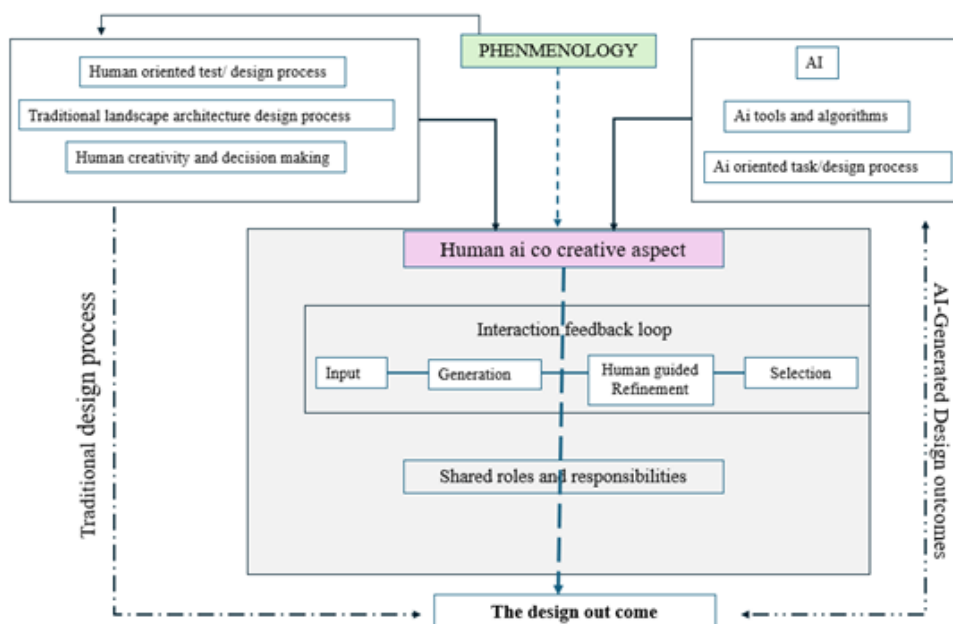 PHENMENOLOGY
Human oriented test/ design process
Traditional landscape architecture design process
Human creativity and decision making
AI
Ai tools and algorithms
Ai oriented task/design process
Human ai co creative aspect
Interaction feedback loop
Input
Generation
Human guided
Refinement
Selection
Shared roles and responsibilities
Traditional design process
AI-Generated Design outcomes
The design out come